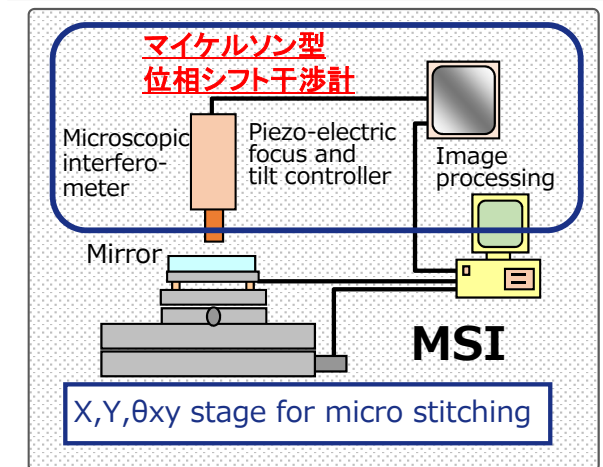 マイケルソン型
位相シフト干渉計
Microscopic
interfero-
meter
Piezo-electric
focus and
tilt controller
Image
processing
Mirror
MSI
X,Y,θxy stage for micro stitching